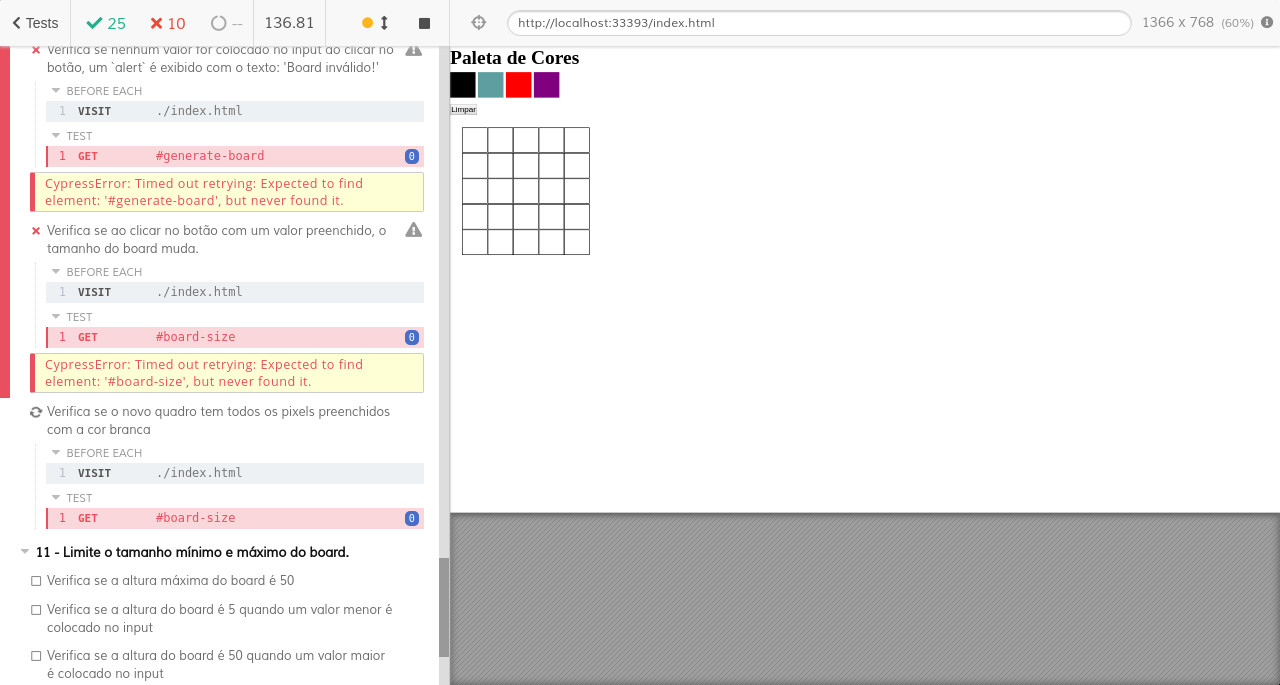 Tests
25
10
--
136.81
http://localhost:33393/index.html
1366 x 768 (60%)
Verifica se nenhum valor for colocado no input ao clicar no
botão, um `alert` é exibido com o texto: 'Board inválido!'
BEFORE EACH
1 VISIT ./index.html
TEST
1 GET #generate-board 0
CypressError: Timed out retrying: Expected to find
element: '#generate-board', but never found it.
Verifica se ao clicar no botão com um valor preenchido, o
tamanho do board muda.
BEFORE EACH
1 VISIT ./index.html
TEST
1 GET #board-size 0
CypressError: Timed out retrying: Expected to find
element: '#board-size', but never found it.
Verifica se o novo quadro tem todos os pixels preenchidos
com a cor branca
BEFORE EACH
1 VISIT ./index.html
TEST
1 GET #board-size 0
11 - Limite o tamanho mínimo e máximo do board.
Verifica se a altura máxima do board é 50
Verifica se a altura do board é 5 quando um valor menor é
colocado no input
Verifica se a altura do board é 50 quando um valor maior
é colocado no input
Paleta de Cores
Limpar